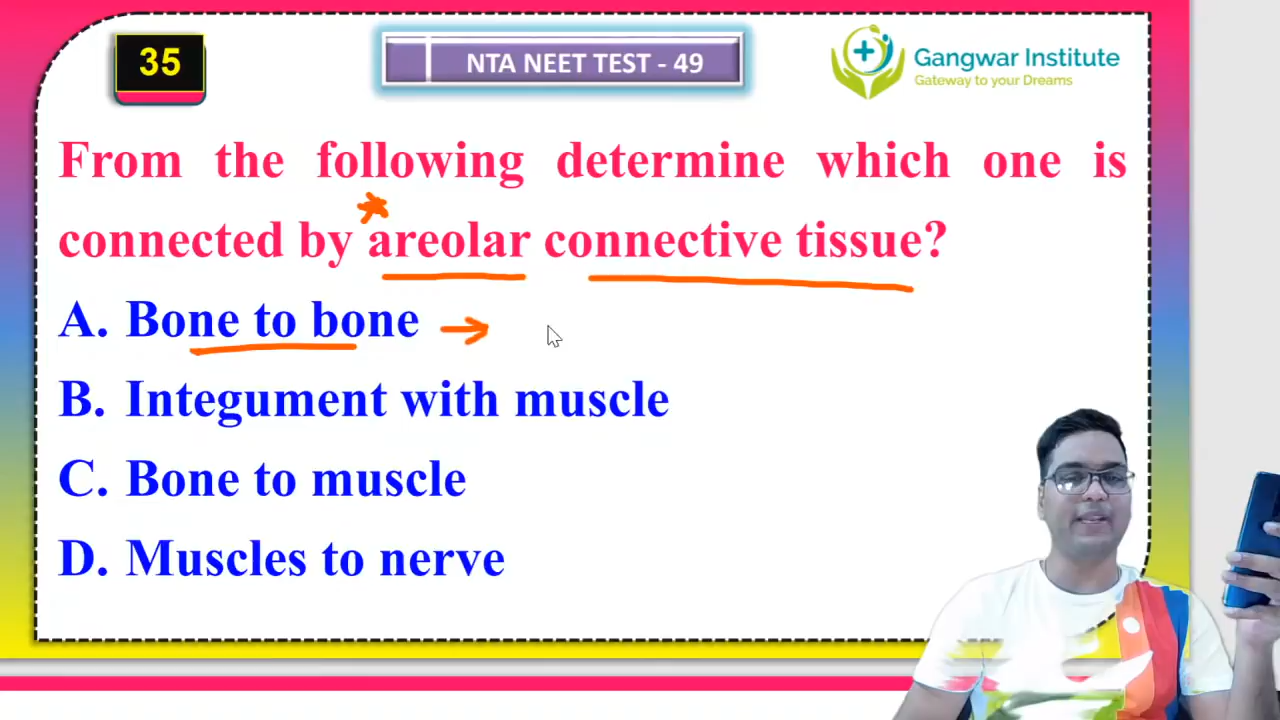 35
NTA NEET TEST - 49
Gangwar Institute
Gateway to your Dreams
From the following determine which one is
connected by areolar connective tissue?
A. Bone to bone
B. Integument with muscle
C. Bone to muscle
D. Muscles to nerve